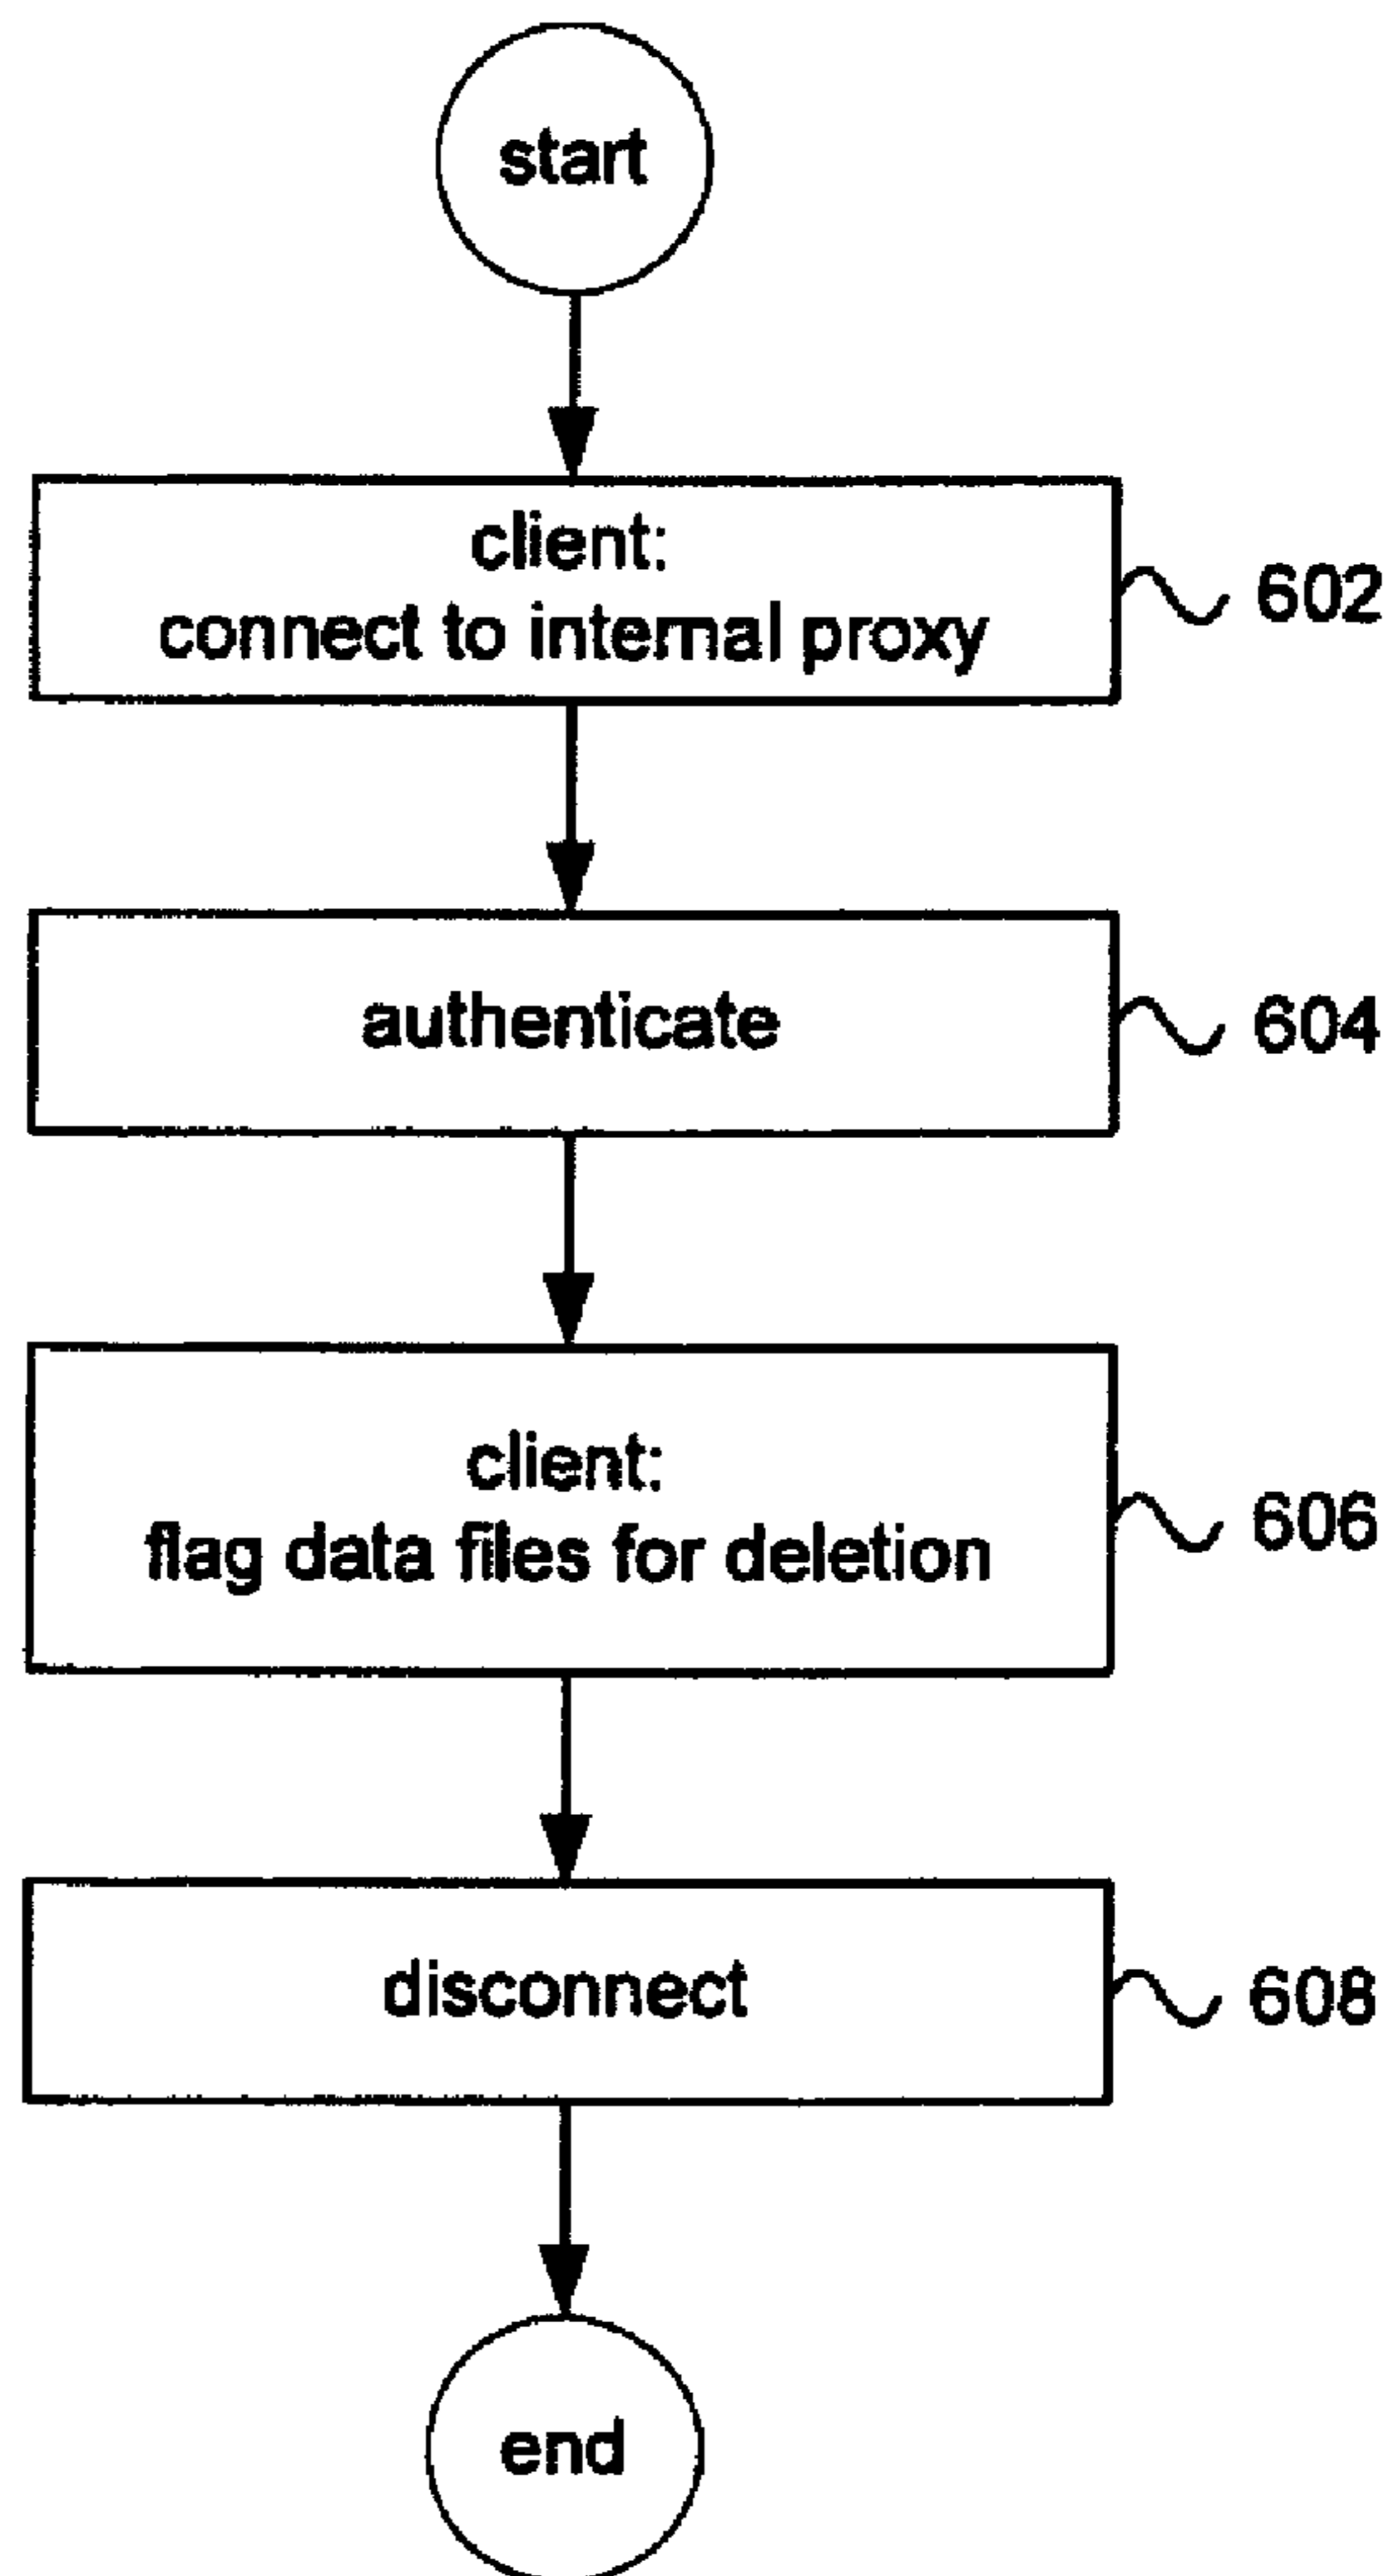 start
client:
connect to internal proxy
602
authenticate
604
client:
flag data files for deletion
606
disconnect
608
end